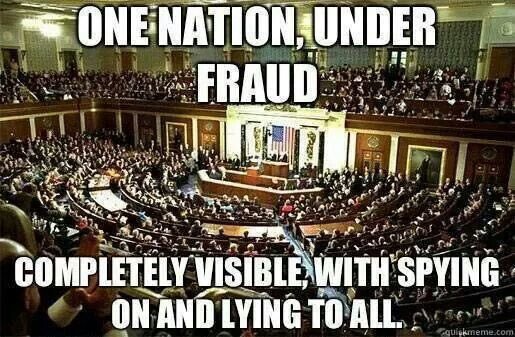 ONE NATION, UNDER
FRAUD
COMPLETELY VISIBLE, WITH SPYING
ON AND LYING TO ALL.
quickmeme.com